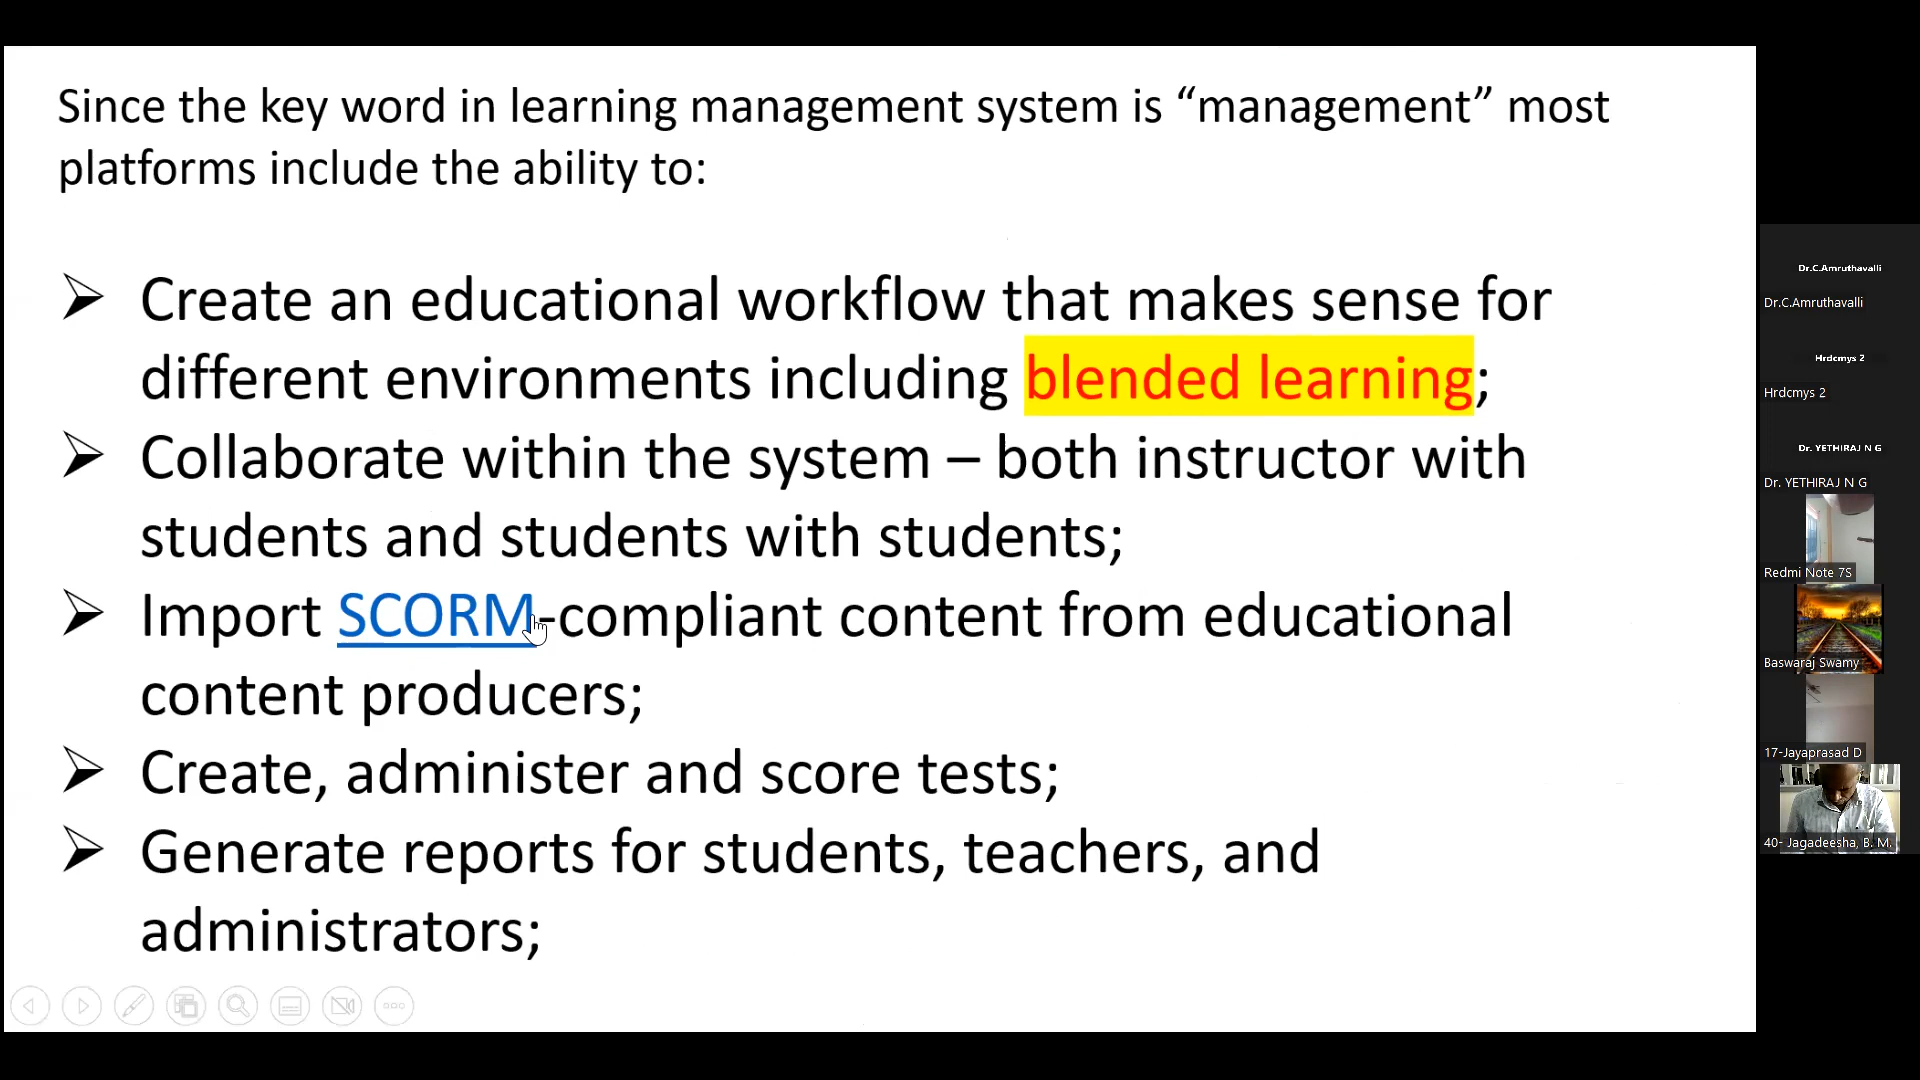 Since the key word in learning management system is “management” most
platforms include the ability to:
➢ Create an educational workflow that makes sense for
different environments including blended learning;
➢ Collaborate within the system – both instructor with
students and students with students;
➢ Import SCORM-compliant content from educational
content producers;
➢ Create, administer and score tests;
➢ Generate reports for students, teachers, and
administrators;
Dr.C.Amruthavalli
Dr.C.Amruthavalli
Hrdcmys 2
Hrdcmys 2
Dr. YETHIRAJ N G
Dr. YETHIRAJ N G
Redmi Note 7S
Baswaraj Swamy
17-Jayaprasad D
40- Jagadeesha, B. M.